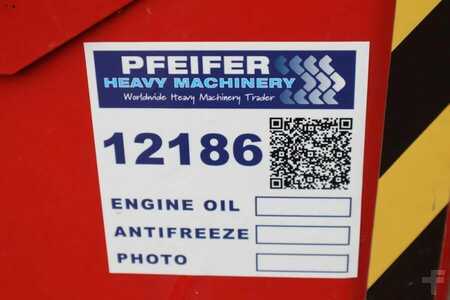 PFEIFER
HEAVY MACHINERY
Worldwide Heavy Machinery Trader
12186
ENGINE OIL
ANTIFREEZE
PHOTO